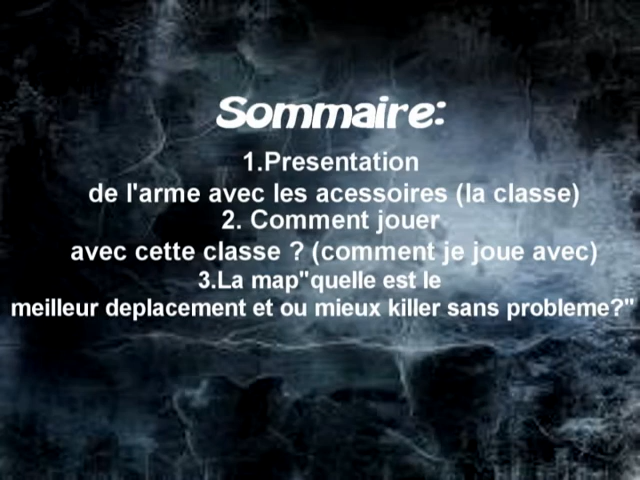 Sommaire:
1.Presentation
de l'arme avec les acessoires (la classe)
2. Comment jouer
avec cette classe ? (comment je joue avec)
3.La map"quelle est le
meilleur deplacement et ou mieux killer sans probleme?"